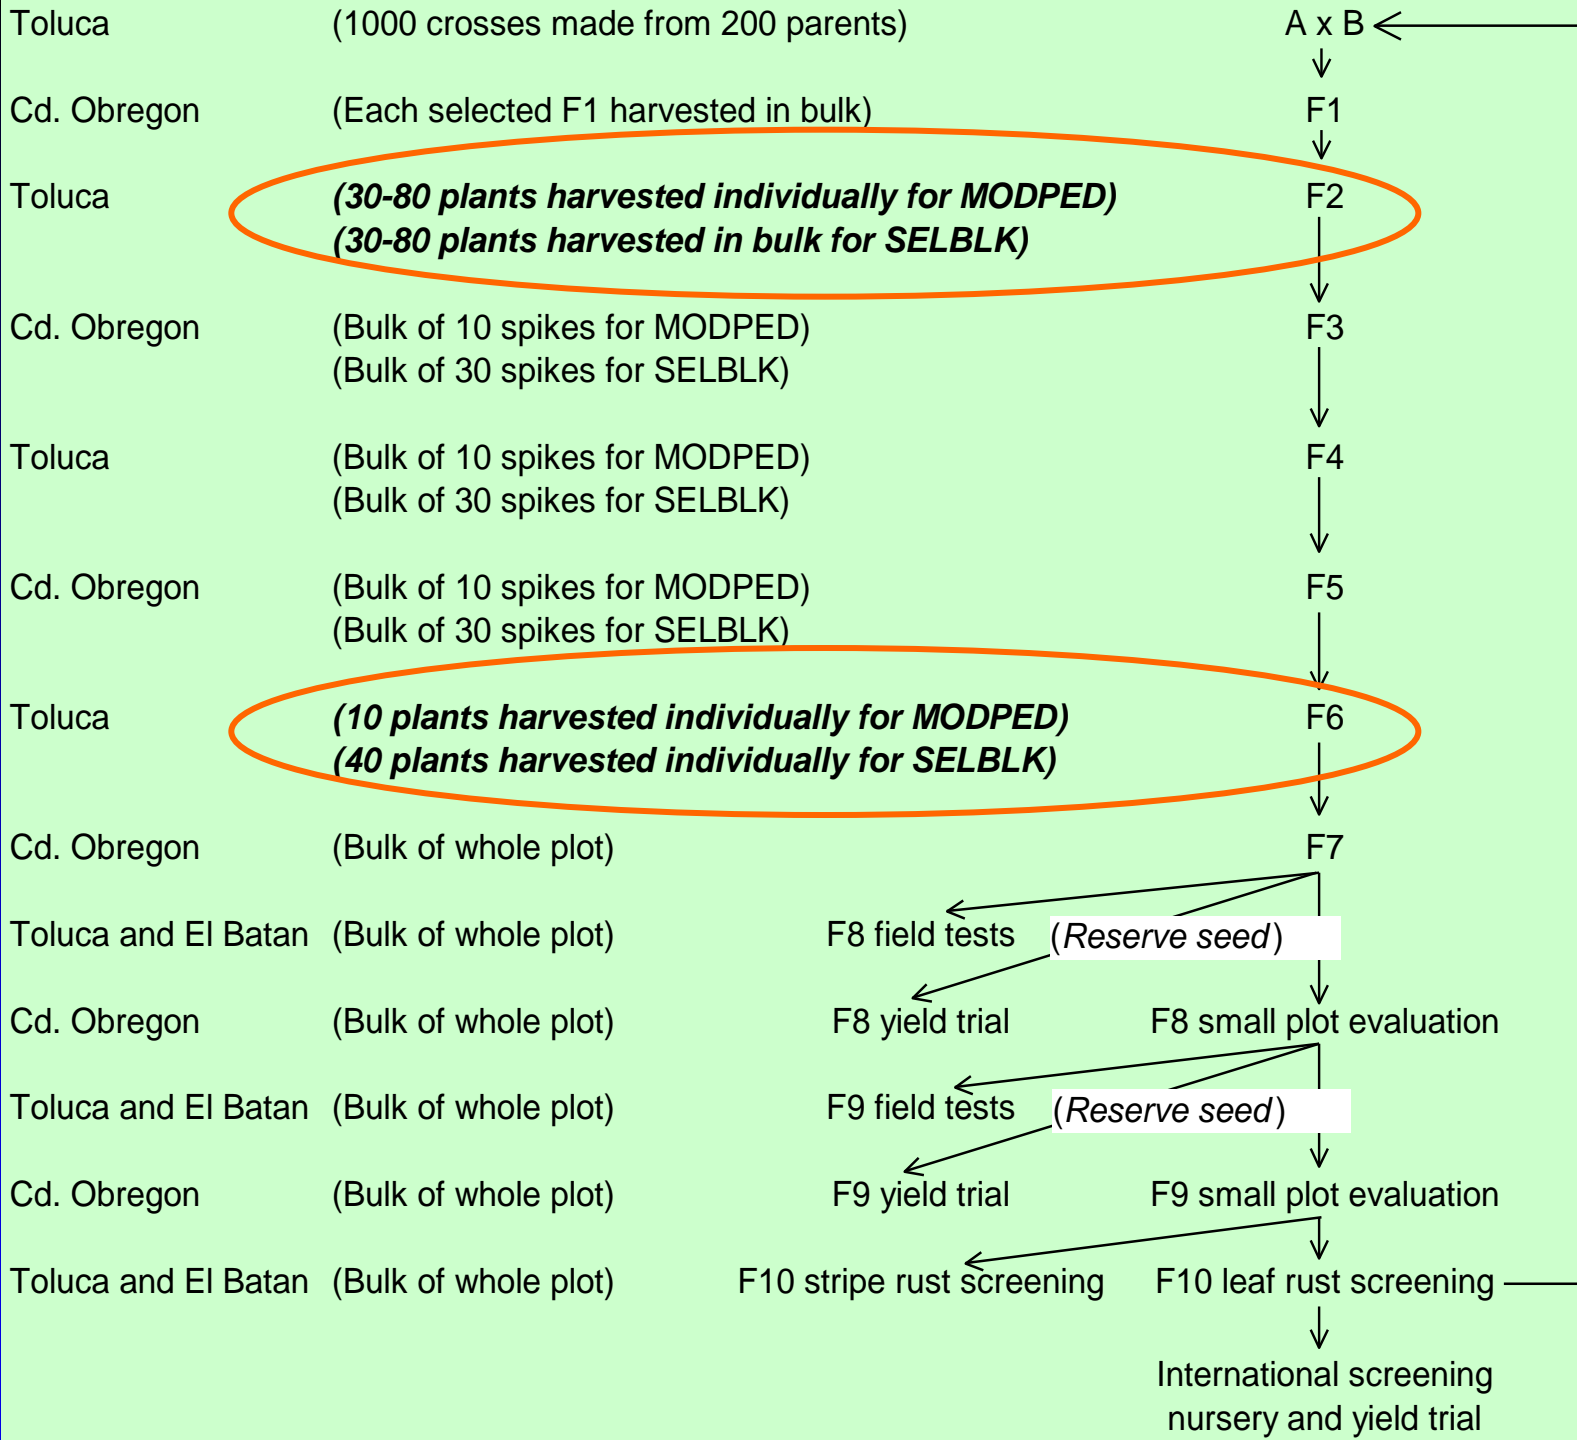 Toluca (1000 crosses made from 200 parents) A x B
Cd. Obregon (Each selected F1 harvested in bulk) F1
Toluca (30-80 plants harvested individually for MODPED) F2
(30-80 plants harvested in bulk for SELBLK)
Cd. Obregon (Bulk of 10 spikes for MODPED) F3
(Bulk of 30 spikes for SELBLK)
Toluca (Bulk of 10 spikes for MODPED) F4
(Bulk of 30 spikes for SELBLK)
Cd. Obregon (Bulk of 10 spikes for MODPED) F5
(Bulk of 30 spikes for SELBLK)
Toluca (10 plants harvested individually for MODPED) F6
(40 plants harvested individually for SELBLK)
Cd. Obregon (Bulk of whole plot) F7
Toluca and El Batan (Bulk of whole plot) F8 field tests (Reserve seed)
Cd. Obregon (Bulk of whole plot) F8 yield trial F8 small plot evaluation
Toluca and El Batan (Bulk of whole plot) F9 field tests (Reserve seed)
Cd. Obregon (Bulk of whole plot) F9 yield trial F9 small plot evaluation
Toluca and El Batan (Bulk of whole plot) F10 stripe rust screening F10 leaf rust screening
International screening
nursery and yield trial